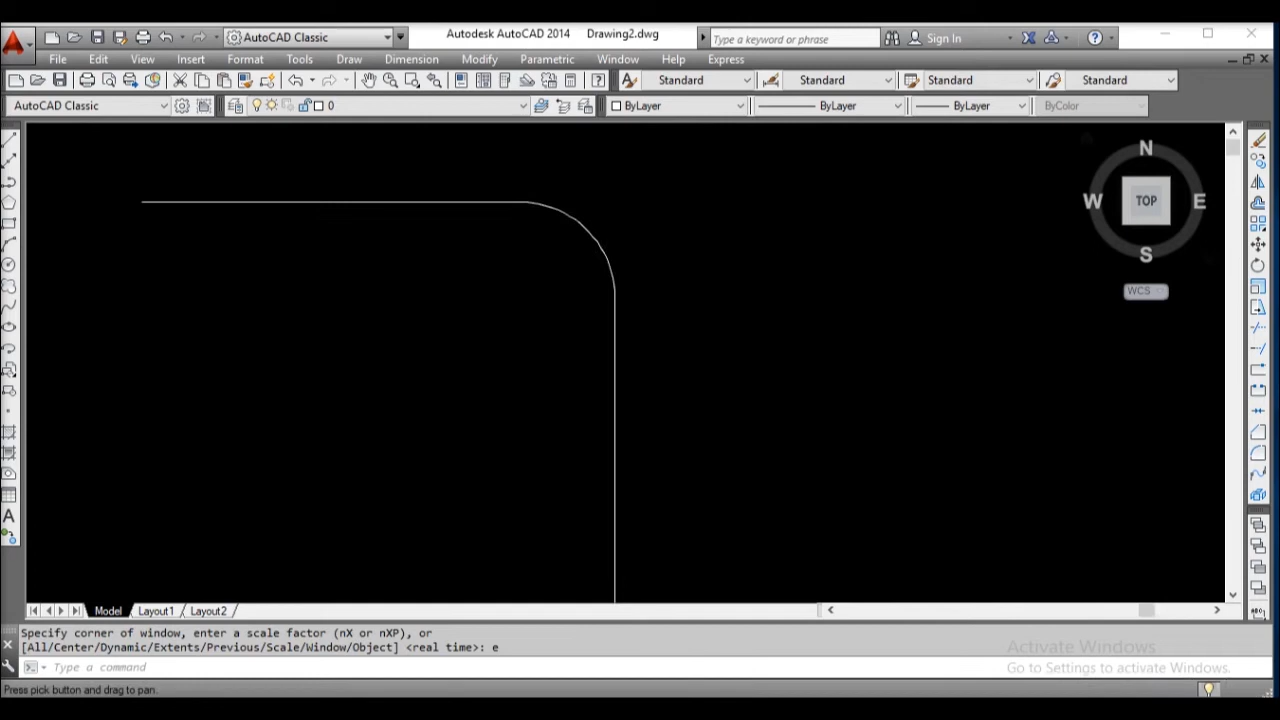 AutoCAD Classic
Autodesk AutoCAD 2014 Drawing2.dwg
Type a keyword or phrase
Sign In
File Edit View Insert Format Tools Draw Dimension Modify Parametric Window Help Express
Standard Standard Standard Standard
AutoCAD Classic 0 ByLayer ByLayer ByLayer ByColor
N
W TOP E
S
WCS
A
Model Layout1 Layout2
Specify corner of window, enter a scale factor (nX or nXP), or
[All/Center/Dynamic/Extents/Previous/Scale/Window/Object] <real time>: e
Type a command
Activate Windows
Go to Settings to activate Windows.
Press pick button and drag to pan.